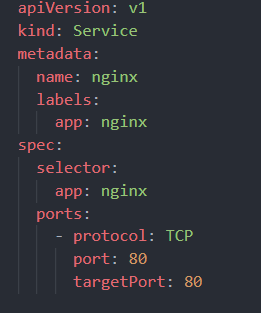 apiVersion: v1
kind: Service
metadata:
  name: nginx
  labels:
    app: nginx
spec:
  selector:
    app: nginx
  ports:
    - protocol: TCP
      port: 80
      targetPort: 80